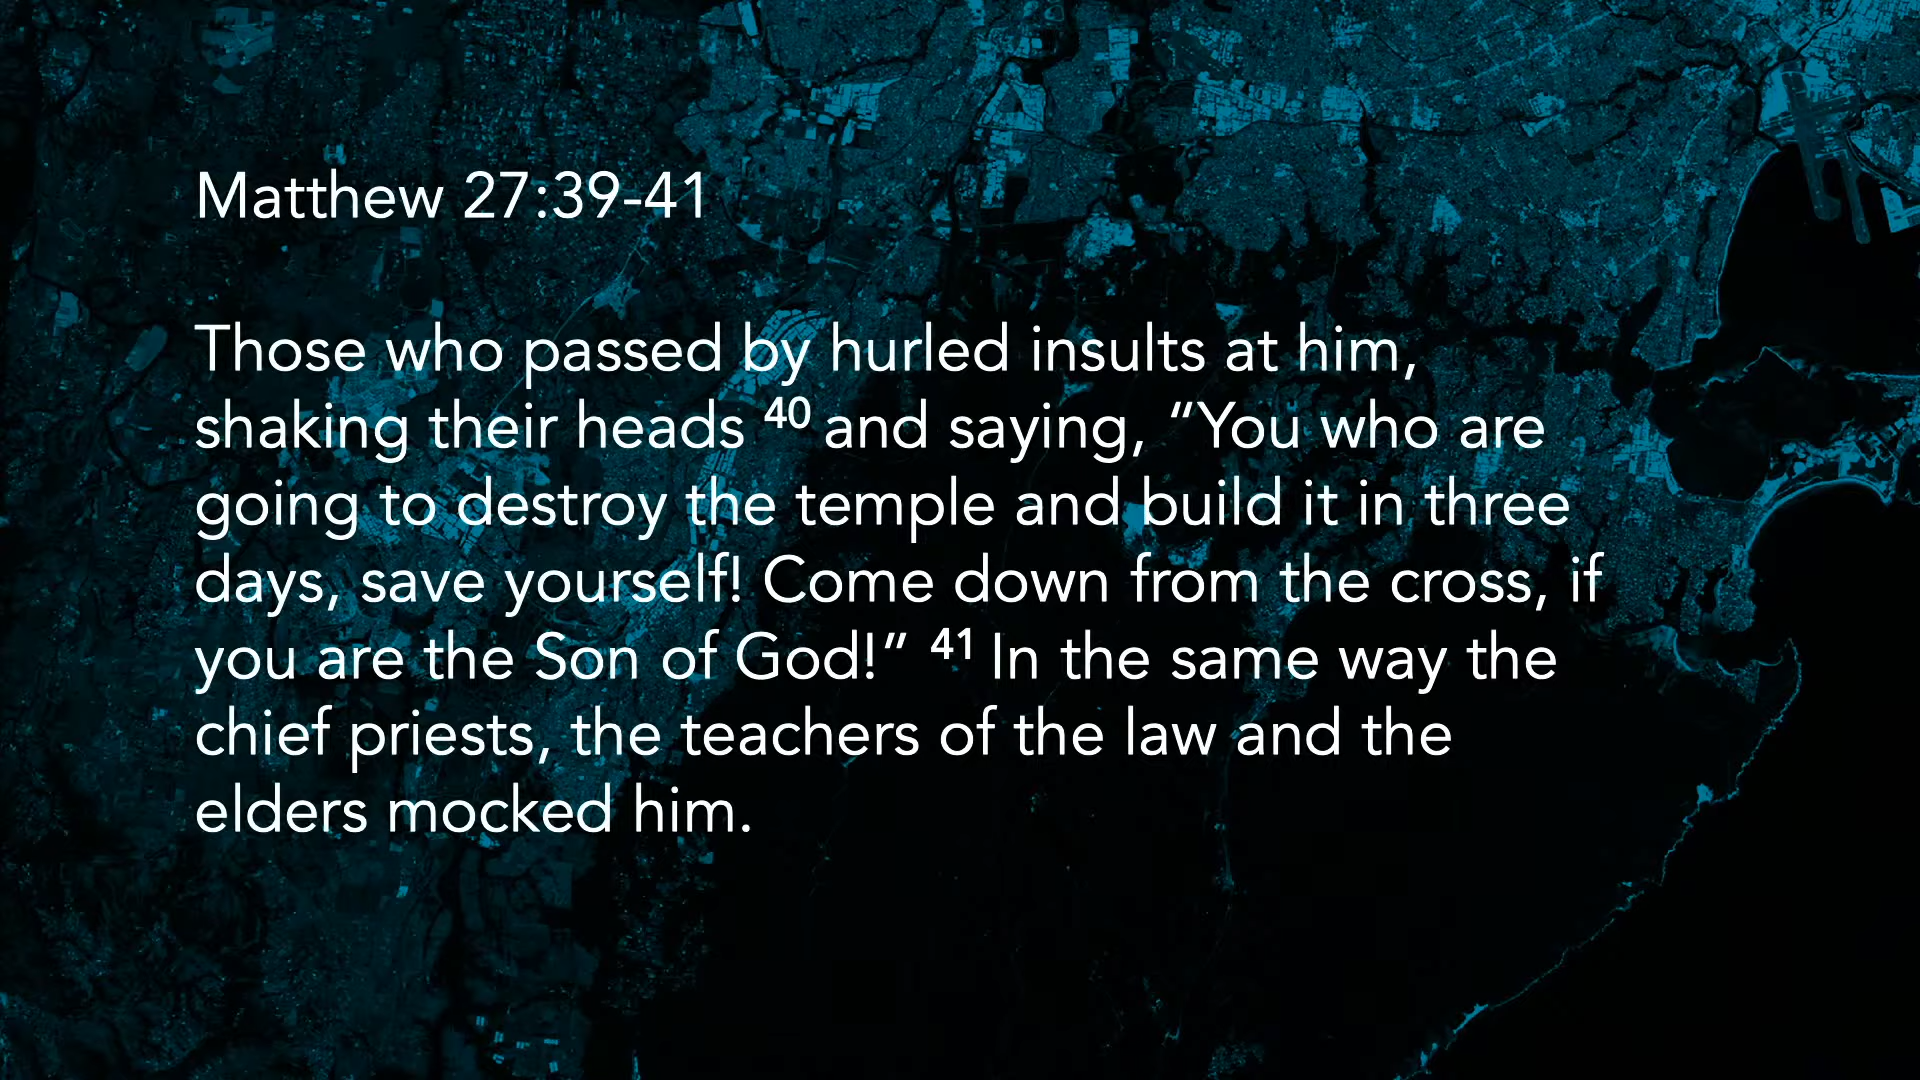 Matthew 27:39-41
Those who passed by hurled insults at him,
shaking their heads 40 and saying, “You who are
going to destroy the temple and build it in three
days, save yourself! Come down from the cross, if
you are the Son of God!” 41 In the same way the
chief priests, the teachers of the law and the
elders mocked him.